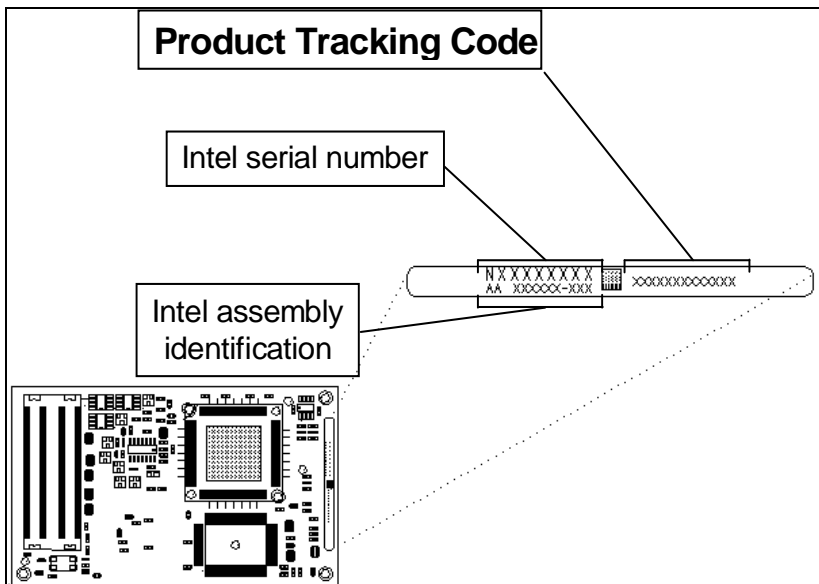 Product Tracking Code
Intel serial number
NXXXXXXXX
AA XXXXXX-XXX
XXXXXXXXXXXXX
Intel assembly
identification